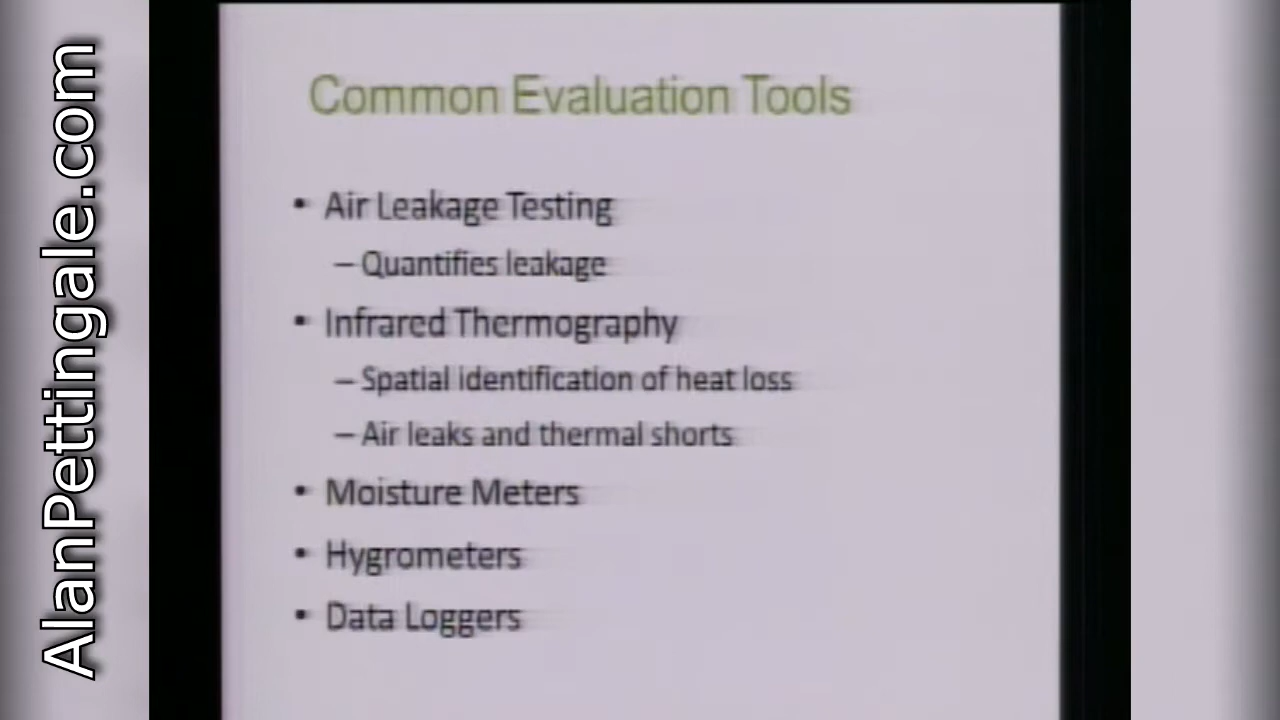 AlanPettingale.com
Common Evaluation Tools
• Air Leakage Testing
– Quantifies leakage
• Infrared Thermography
– Spatial identification of heat loss
– Air leaks and thermal shorts
• Moisture Meters
• Hygrometers
• Data Loggers